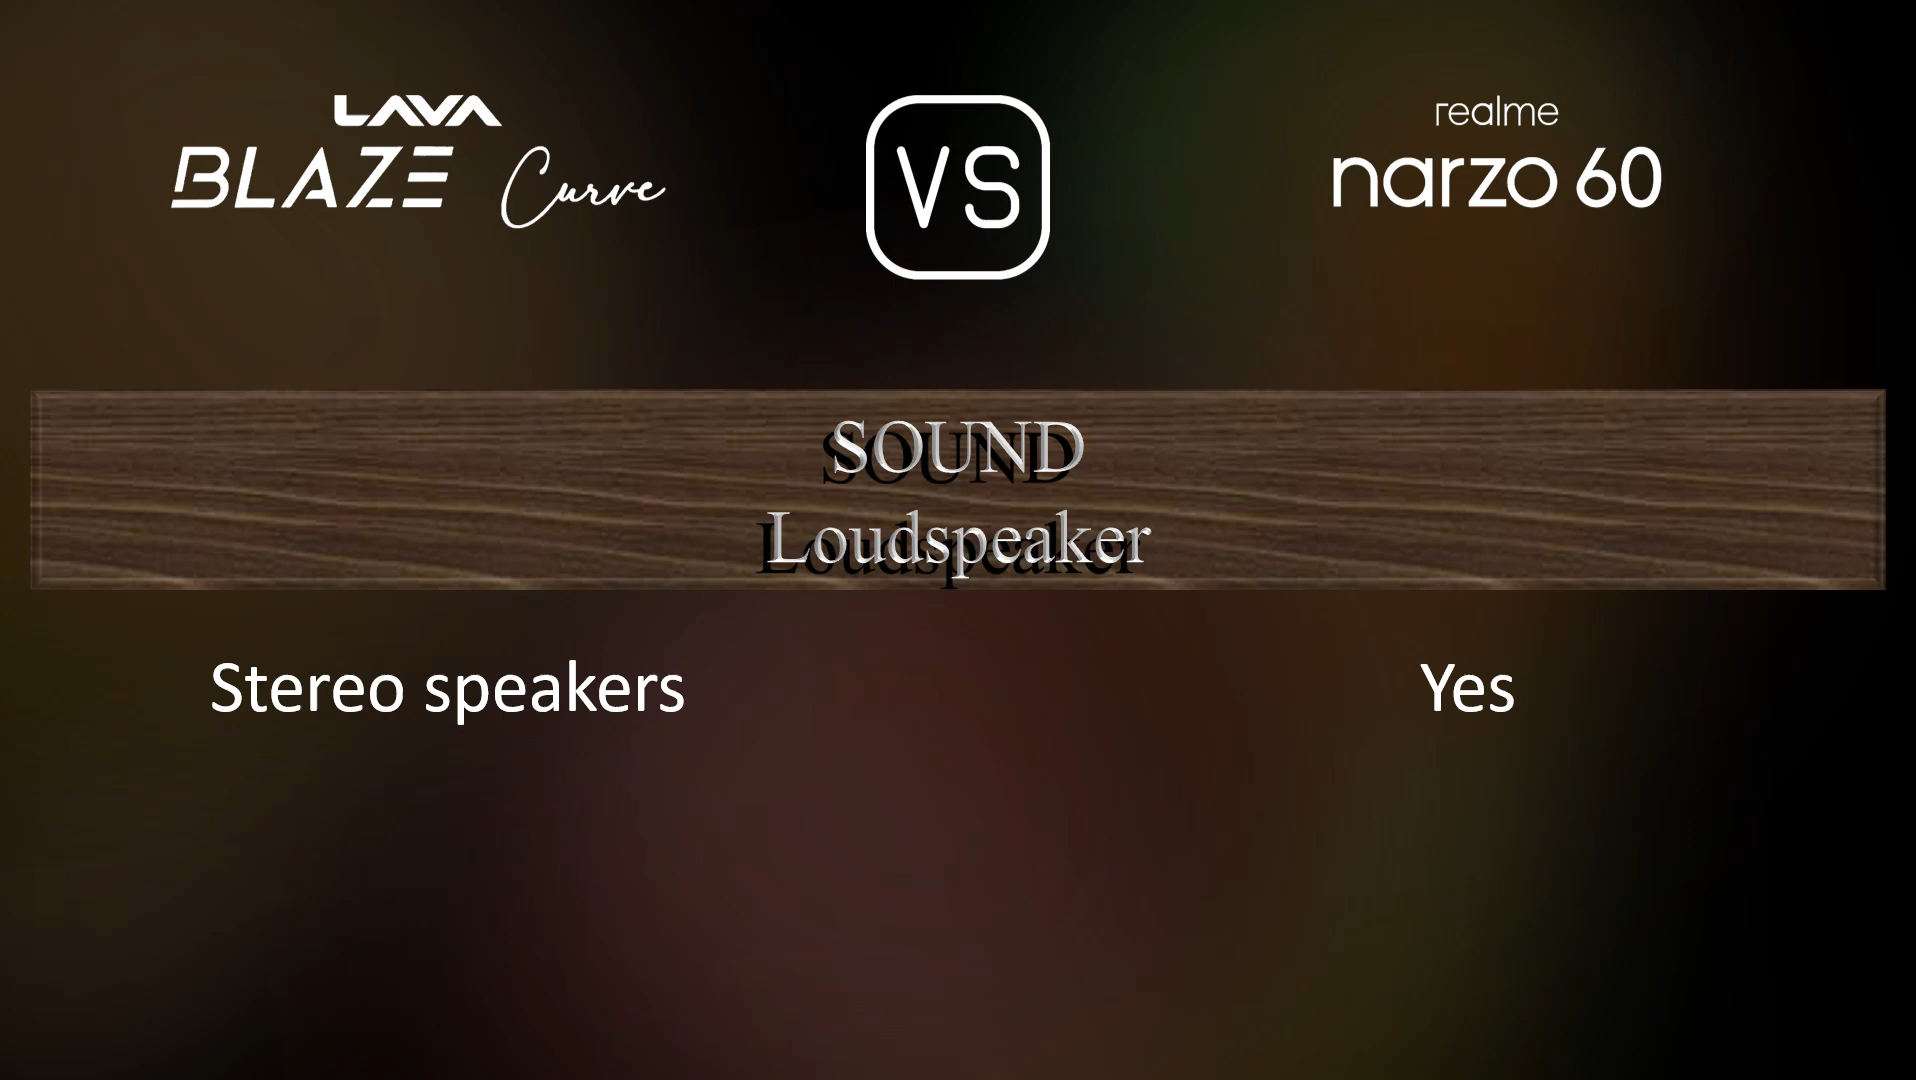 LAVA
BLAZE Curve
VS
realme
narzo 60
SOUND
Loudspeaker
Stereo speakers
Yes